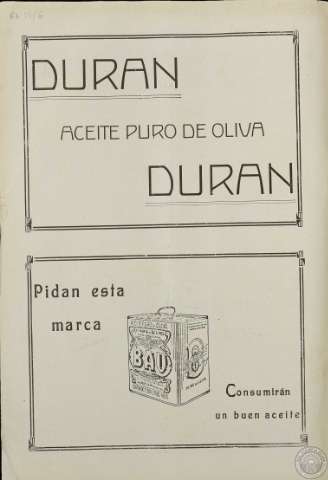 DURAN
ACEITE PURO DE OLIVA
DURAN
Pidan esta
marca
BAU
Consumirán
un buen aceite